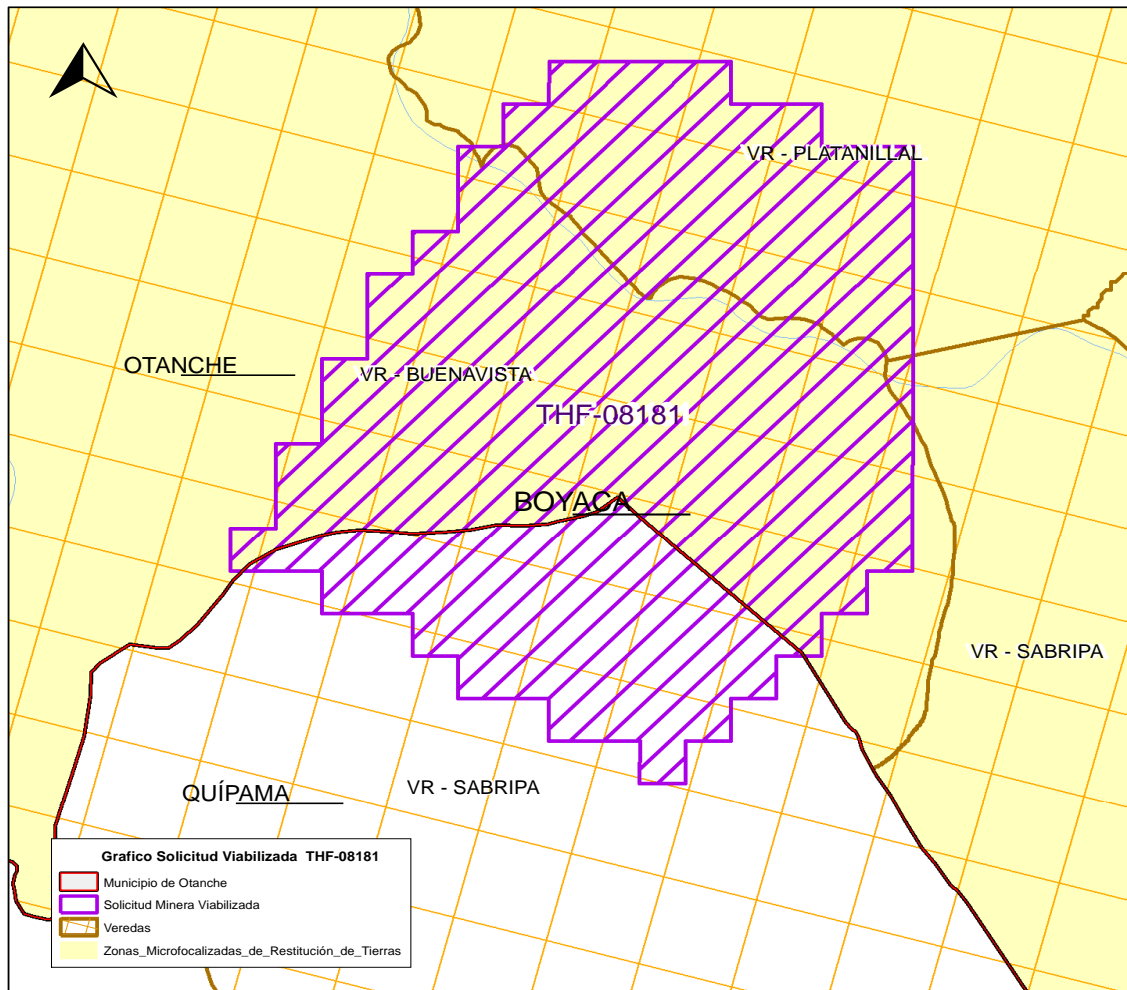 VR - PLATANILLAL
OTANCHE
VR - BUENAVISTA
THF-08181
BOYACA
VR - SABRIPA
QUÍPAMA
VR - SABRIPA
Grafico Solicitud Viabilizada THF-08181
Municipio de Otanche
Solicitud Minera Viabilizada
Veredas
Zonas_Microfocalizadas_de_Restitución_de_Tierras